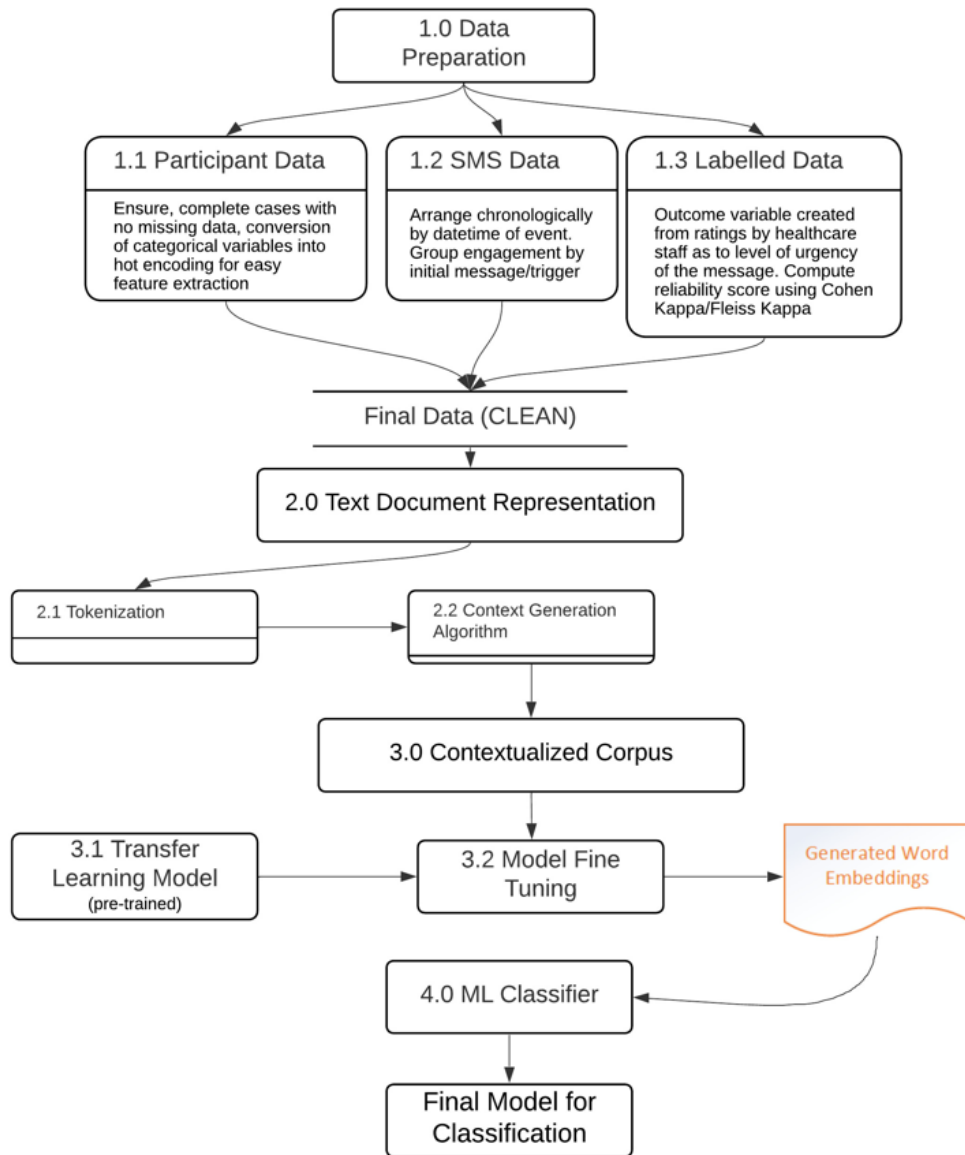 1.0 Data
Preparation
1.1 Participant Data
Ensure, complete cases with
no missing data, conversion
of categorical variables into
hot encoding for easy
feature extraction
1.2 SMS Data
Arrange chronologically
by datetime of event.
Group engagement by
initial message/trigger
1.3 Labelled Data
Outcome variable created
from ratings by healthcare
staff as to level of urgency
of the message. Compute
reliability score using Cohen
Kappa/Fleiss Kappa
Final Data (CLEAN)
2.0 Text Document Representation
2.1 Tokenization
2.2 Context Generation
Algorithm
3.0 Contextualized Corpus
3.1 Transfer
Learning Model
(pre-trained)
3.2 Model Fine
Tuning
Generated Word
Embeddings
4.0 ML Classifier
Final Model for
Classification